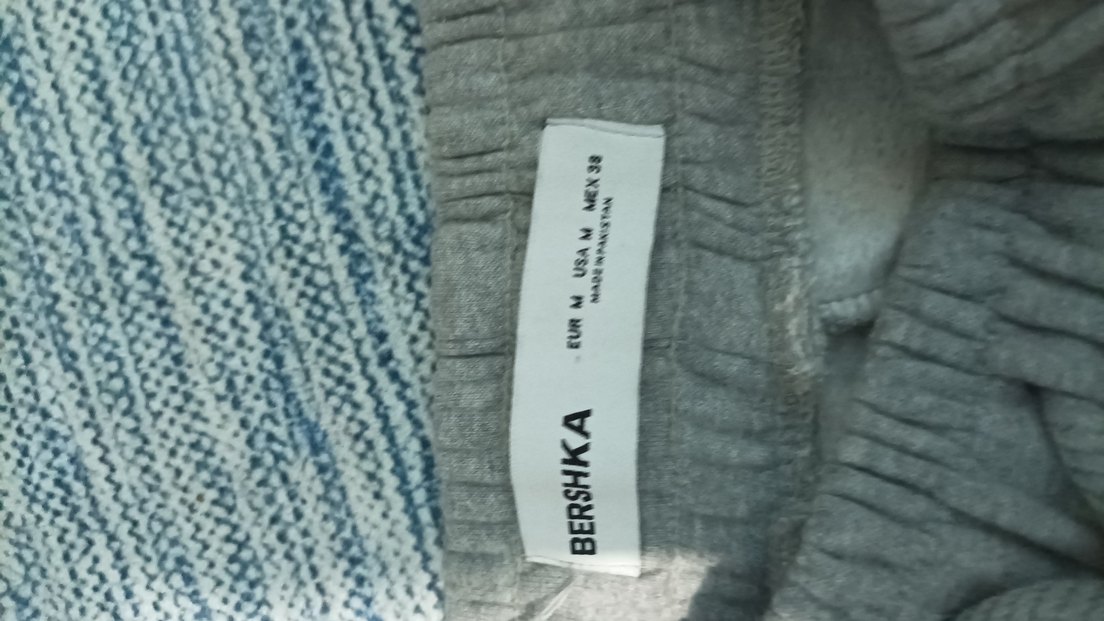 BERSHKA
EUR M USA M MEX 38
MADE IN PAKISTAN